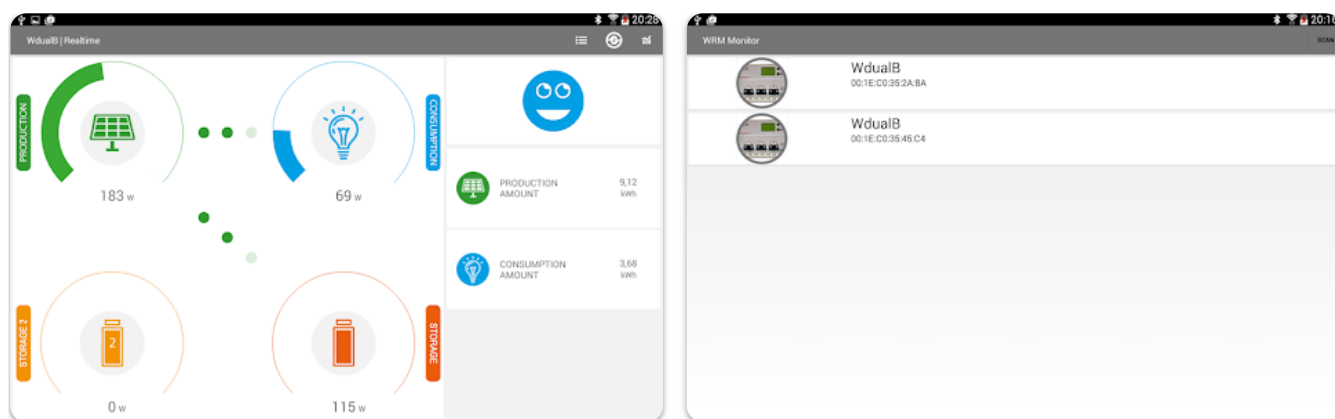 20:28
WdualB | Realtime
PRODUCTION
183 w
CONSUMPTION
69 w
STORAGE 2
2
0 w
STORAGE
115 w
PRODUCTION
AMOUNT
9,12
kWh
CONSUMPTION
AMOUNT
3,68
kWh
20:16
WRM Monitor
SCAN
WdualB
00:1E:C0:35:2A:8A
WdualB
00:1E:C0:35:45:C4